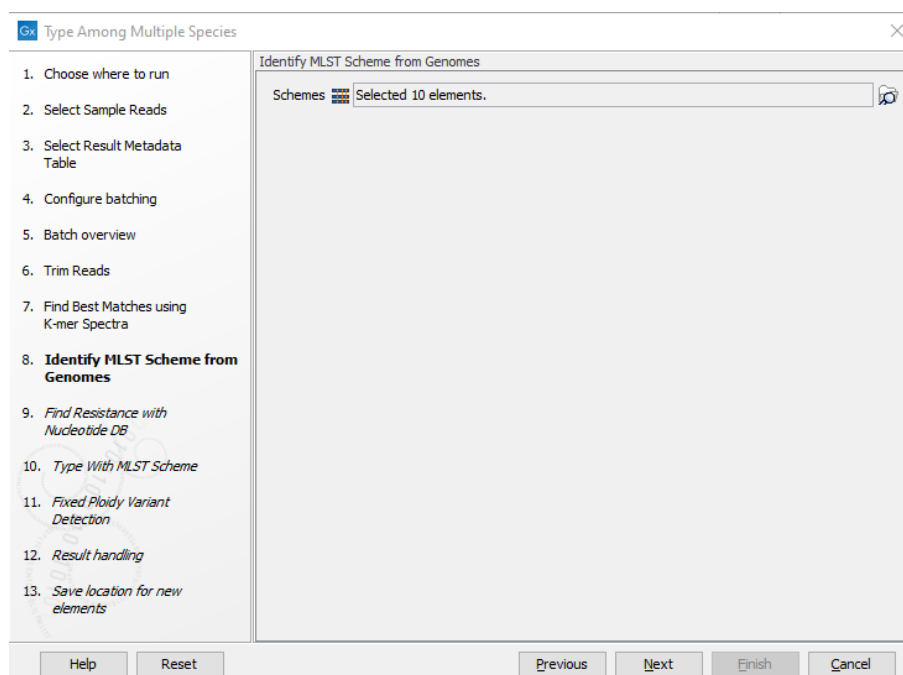 Gx Type Among Multiple Species
1. Choose where to run
2. Select Sample Reads
3. Select Result Metadata
Table
4. Configure batching
5. Batch overview
6. Trim Reads
7. Find Best Matches using
K-mer Spectra
8. Identify MLST Scheme from
Genomes
9. Find Resistance with
Nucleotide DB
10. Type With MLST Scheme
11. Fixed Ploidy Variant
Detection
12. Result handling
13. Save location for new
elements
Identify MLST Scheme from Genomes
Schemes Selected 10 elements.
Help Reset Previous Next Finish Cancel